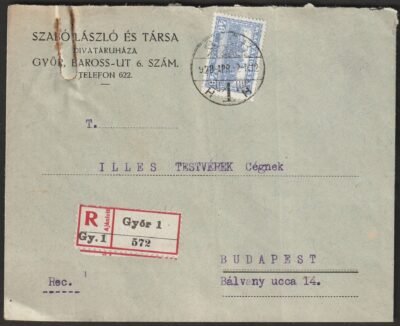 SZABÓ LÁSZLÓ ÉS TÁRSA
DIVATÁRUHÁZA
GYŐR, BAROSS-UT 6. SZÁM.
TELEFON 622.
T.
ILLES TESTVÉREK Cégnek
R
Ajánlás
Győr 1
Gy. 1
572
BUDAPEST
Rec.
Bálvány ucca 14.